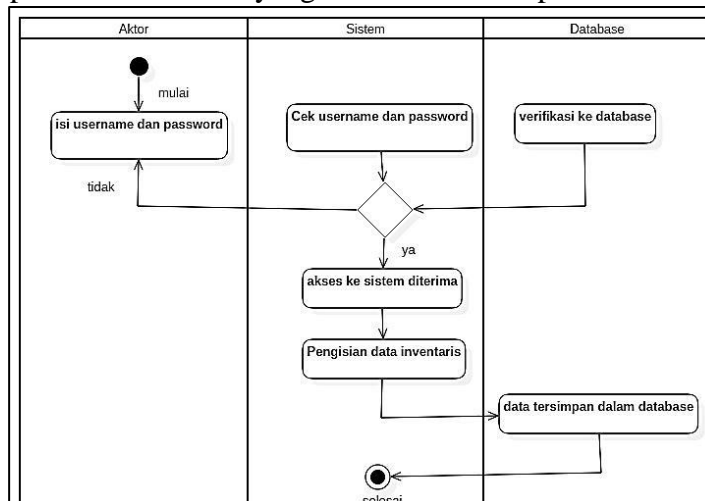 Aktor
Sistem
Database
mulai
isi username dan password
Cek username dan password
verifikasi ke database
tidak
ya
akses ke sistem diterima
Pengisian data inventaris
data tersimpan dalam database
selesai